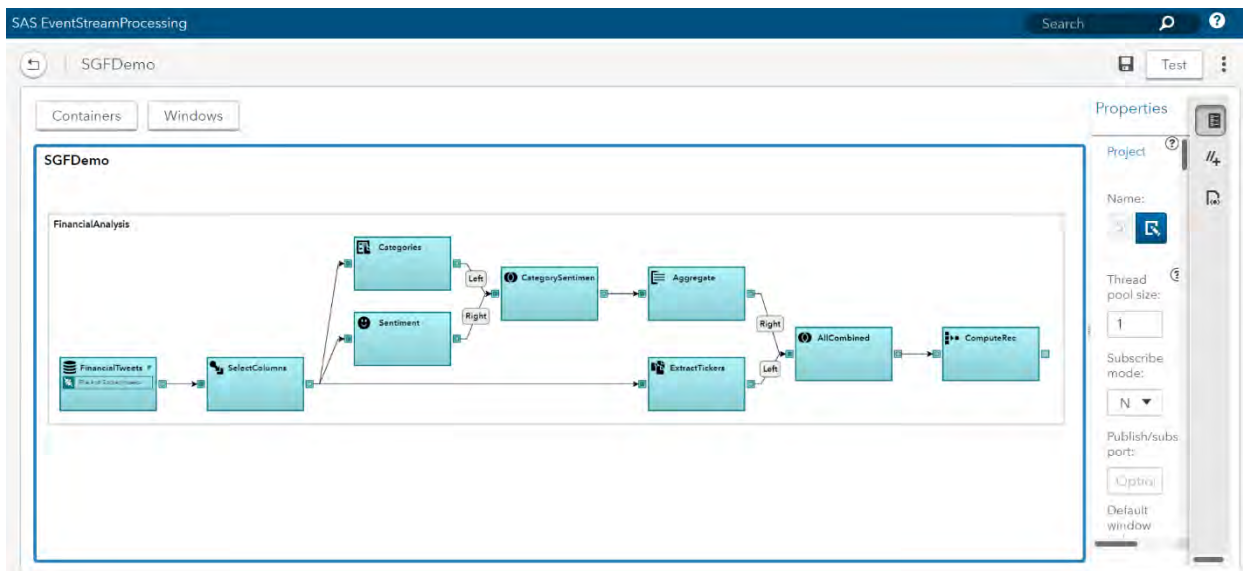 SAS EventStreamProcessing
Search
SGFDemo
Test
Containers
Windows
Properties
SGFDemo
Project
Name:
FinancialAnalysis
Categories
Left
CategorySentimen
Aggregate
Sentiment
Right
Right
AllCombined
ComputeRec
FinancialTweets
SelectColumns
ExtractTickers
Left
Thread
pool size:
1
Subscribe
mode:
N
Publish/subs
port:
Option
Default
window